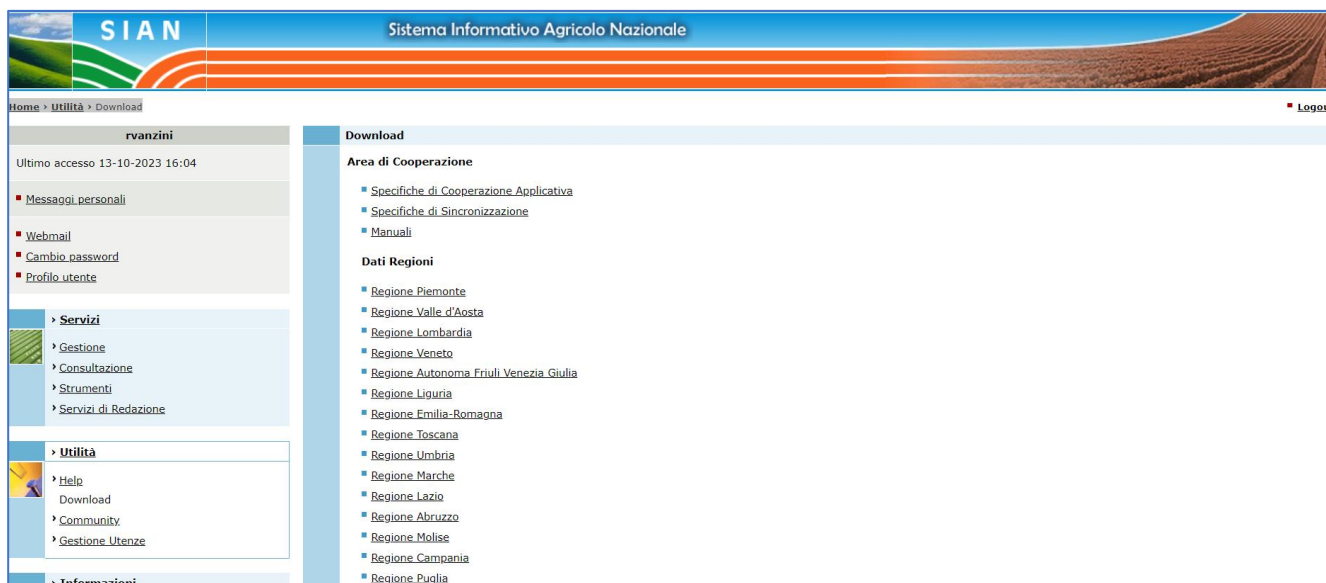 SIAN
Sistema Informativo Agricolo Nazionale
Home › Utilità › Download
Logou
rvanzini
Ultimo accesso 13-10-2023 16:04
Messaggi personali
Webmail
Cambio password
Profilo utente
› Servizi
› Gestione
› Consultazione
› Strumenti
› Servizi di Redazione
› Utilità
› Help
Download
› Community
› Gestione Utenze
› Informazioni
Download
Area di Cooperazione
Specifiche di Cooperazione Applicativa
Specifiche di Sincronizzazione
Manuali
Dati Regioni
Regione Piemonte
Regione Valle d'Aosta
Regione Lombardia
Regione Veneto
Regione Autonoma Friuli Venezia Giulia
Regione Liguria
Regione Emilia-Romagna
Regione Toscana
Regione Umbria
Regione Marche
Regione Lazio
Regione Abruzzo
Regione Molise
Regione Campania
Regione Puglia